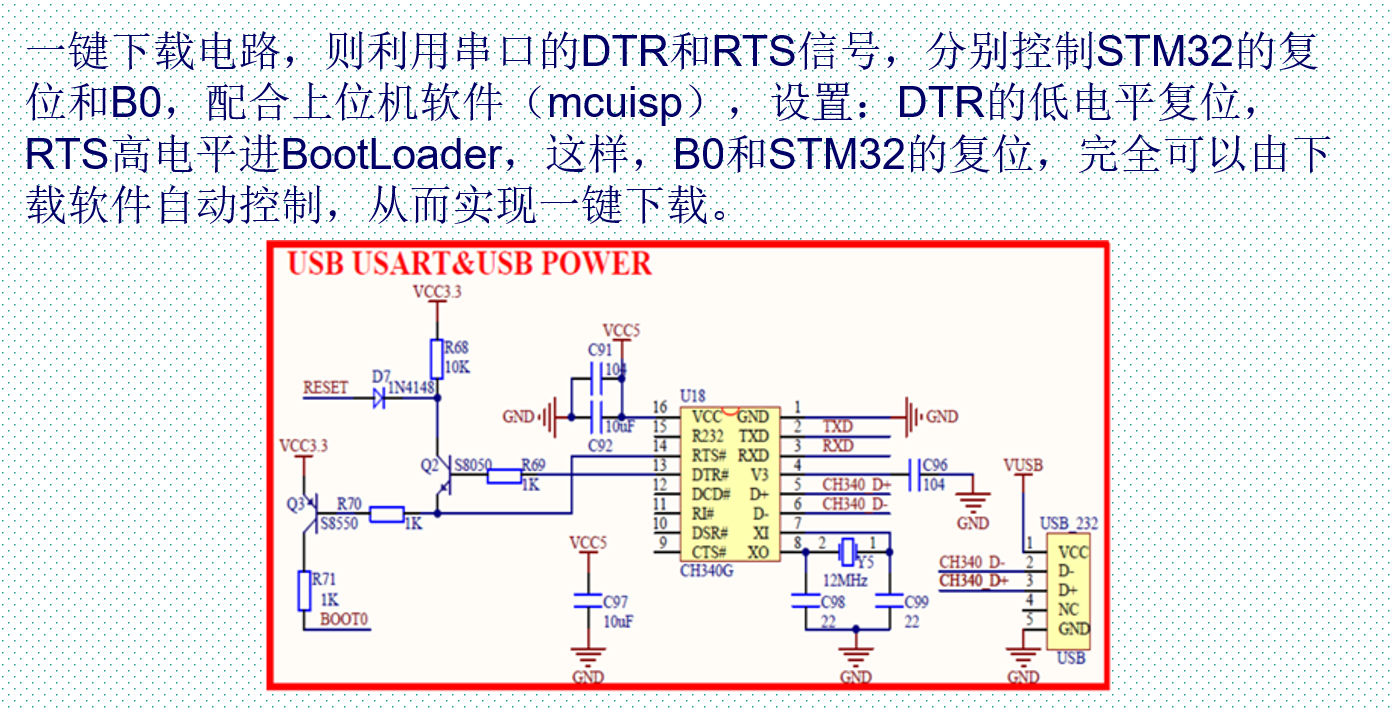 一键下载电路，则利用串口的DTR和RTS信号，分别控制STM32的复
位和B0，配合上位机软件（mcuisp），设置：DTR的低电平复位，
RTS高电平进BootLoader，这样，B0和STM32的复位，完全可以由下
载软件自动控制，从而实现一键下载。
USB USART&USB POWER
VCC3.3
R68
10K
RESET
D7
1N4148
VCC3.3
Q2
S8050
R69
1K
Q3
S8550
R70
1K
R71
1K
BOOT0
VCC5
C91
104
GND
10uF
C92
VCC5
C97
10uF
GND
U18
16 VCC GND 1
15 R232 TXD 2
14 RTS# RXD 3
13 DTR# V3 4
12 DCD# D+ 5
11 RI# D- 6
10 DSR# XI 7
9 CTS# XO 8
CH340G
GND
TXD
RXD
C96
104
GND
CH340 D+
CH340 D-
2 1
Y5
12MHz
C98
22
C99
22
GND
VUSB
USB_232
1 VCC
CH340 D- 2 D-
CH340_D+ 3 D+
4 NC
5 GND
USB
GND